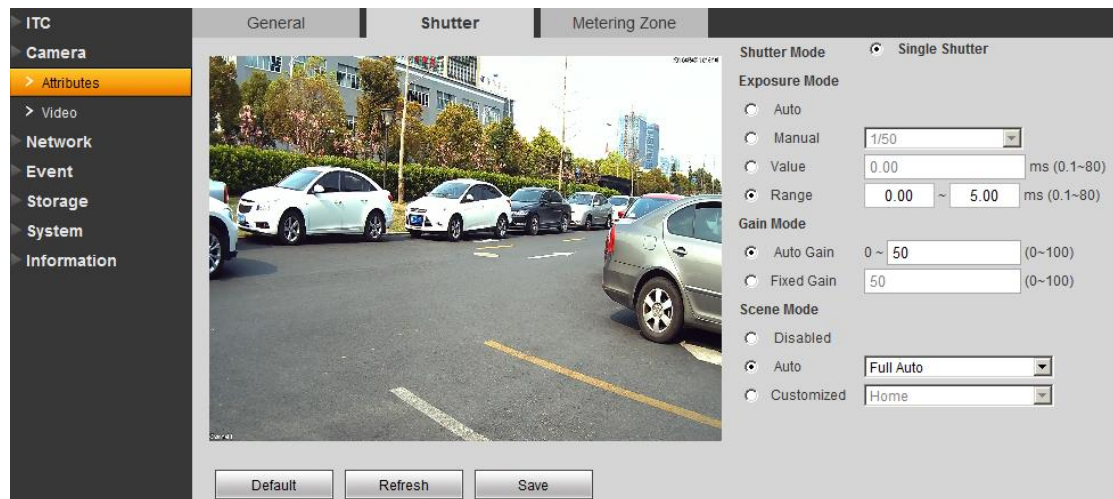 ITC
Camera
> Attributes
> Video
Network
Event
Storage
System
Information
General
Shutter
Metering Zone
Shutter Mode Single Shutter
Exposure Mode
Auto
Manual 1/50
Value 0.00 ms (0.1~80)
Range 0.00 ~ 5.00 ms (0.1~80)
Gain Mode
Auto Gain 0 ~ 50 (0~100)
Fixed Gain 50 (0~100)
Scene Mode
Disabled
Auto Full Auto
Customized Home
Default Refresh Save